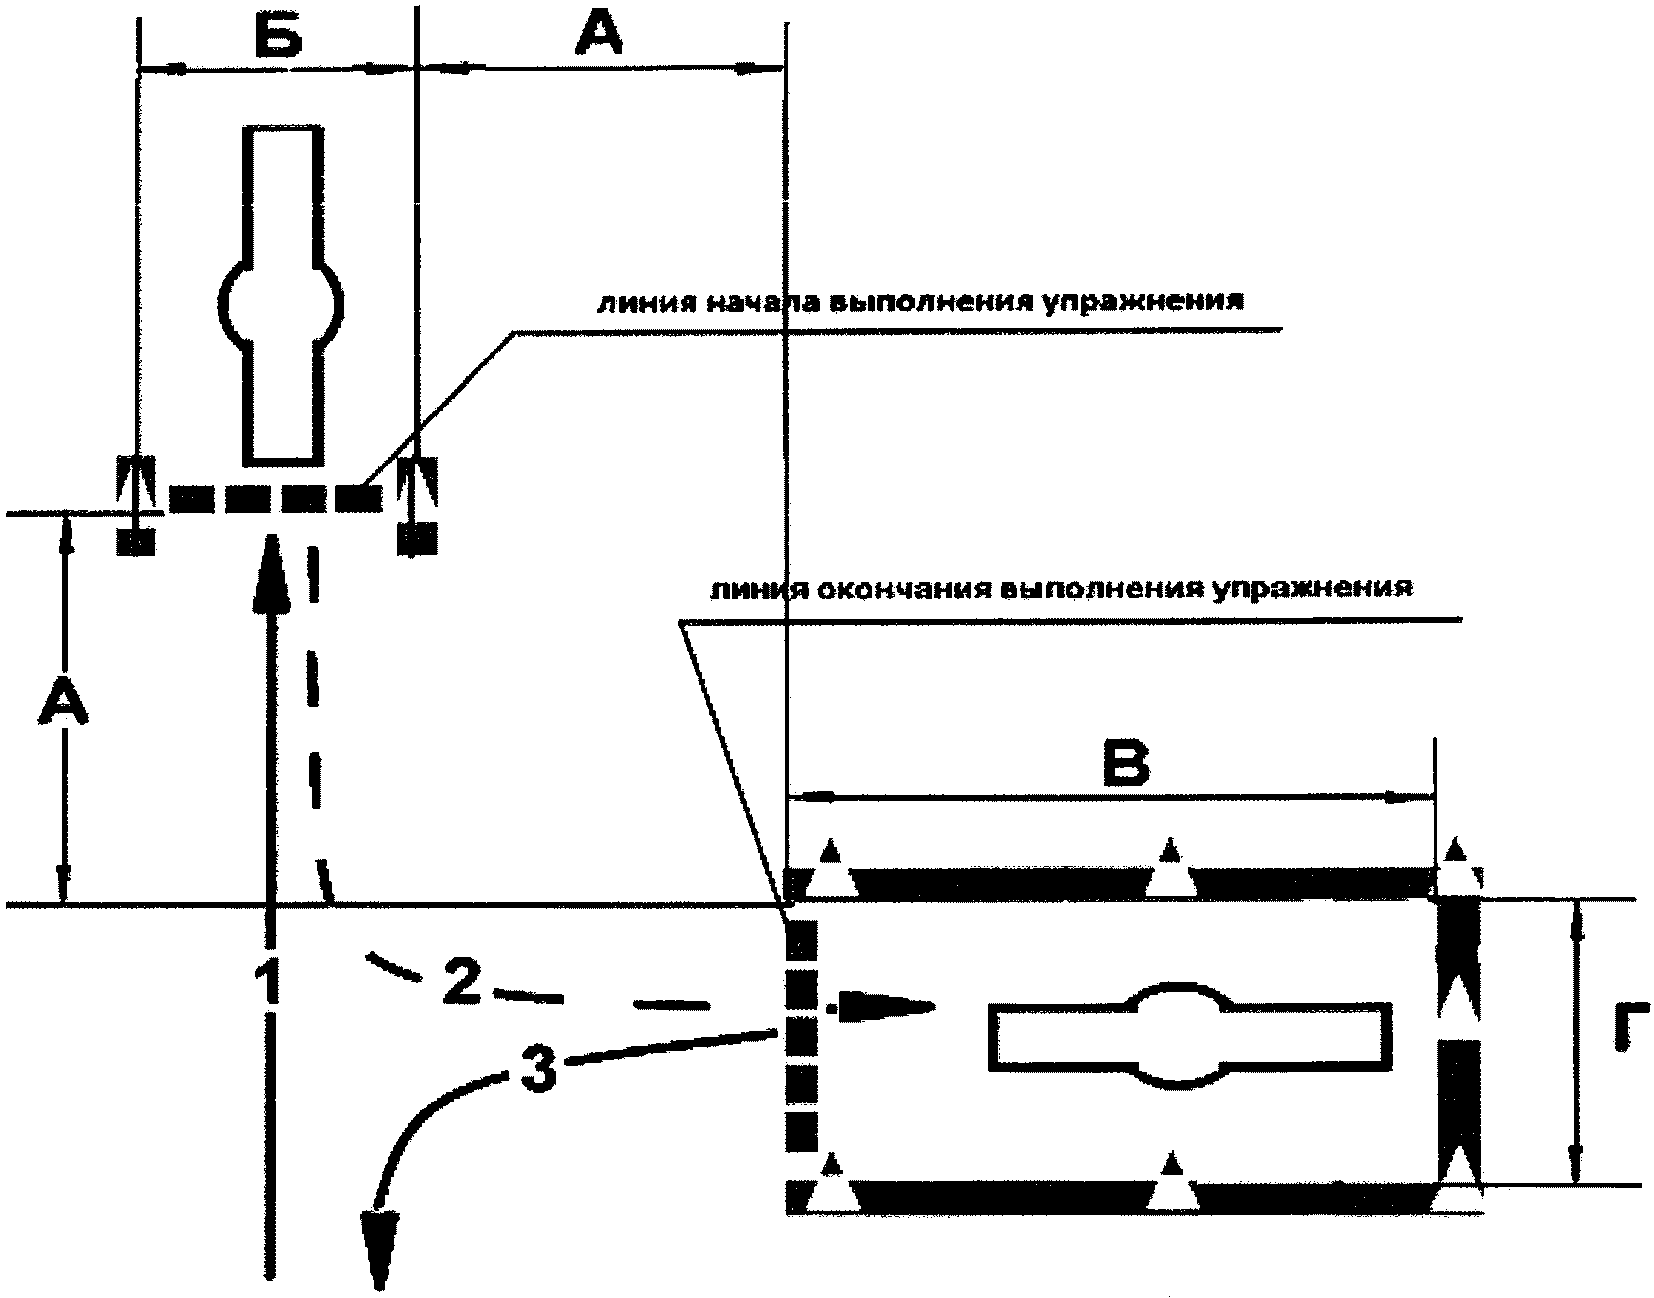 Б
А
линия начала выполнения упражнения
линия окончания выполнения упражнения
А
В
1
2
3
Г